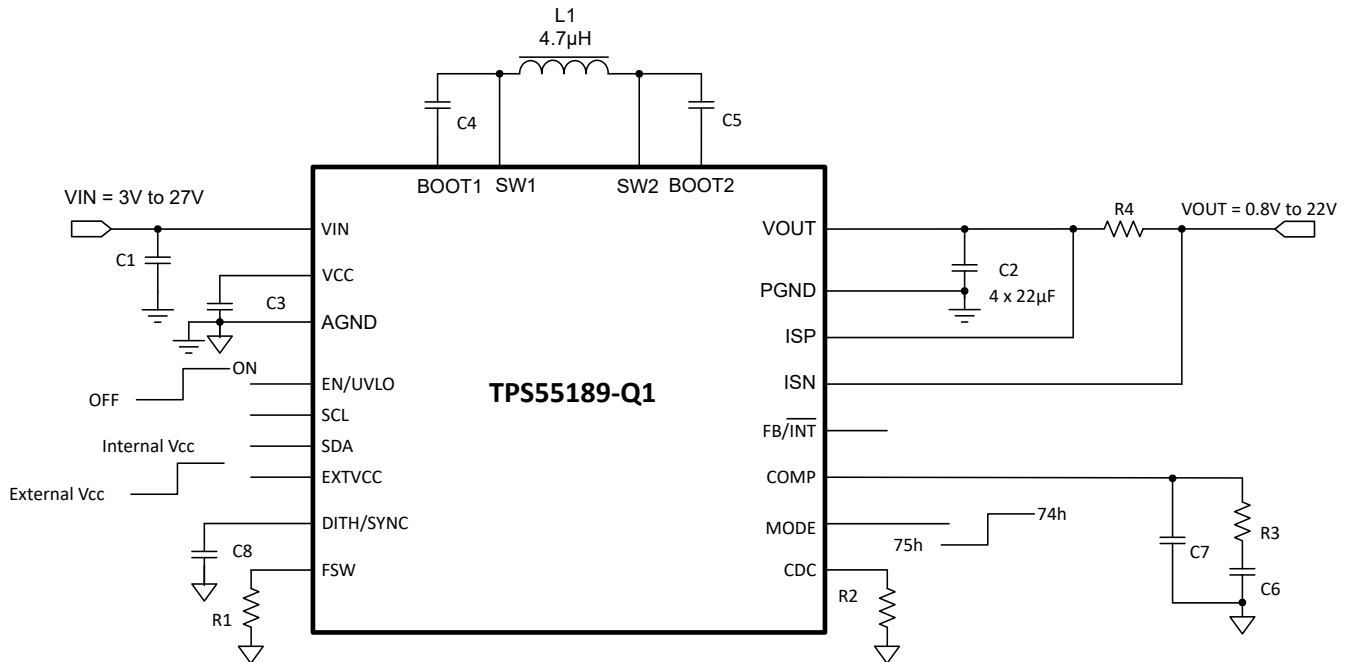 L1
4.7µH
C4
C5
BOOT1 SW1
SW2 BOOT2
VIN = 3V to 27V
VIN
C1
VCC
C3
AGND
ON
OFF
EN/UVLO
SCL
SDA
Internal Vcc
External Vcc
EXTVCC
DITH/SYNC
C8
FSW
R1
TPS55189-Q1
VOUT
R4
VOUT = 0.8V to 22V
C2
4 x 22µF
PGND
ISP
ISN
FB/INT
COMP
MODE
74h
75h
C7
R3
C6
CDC
R2